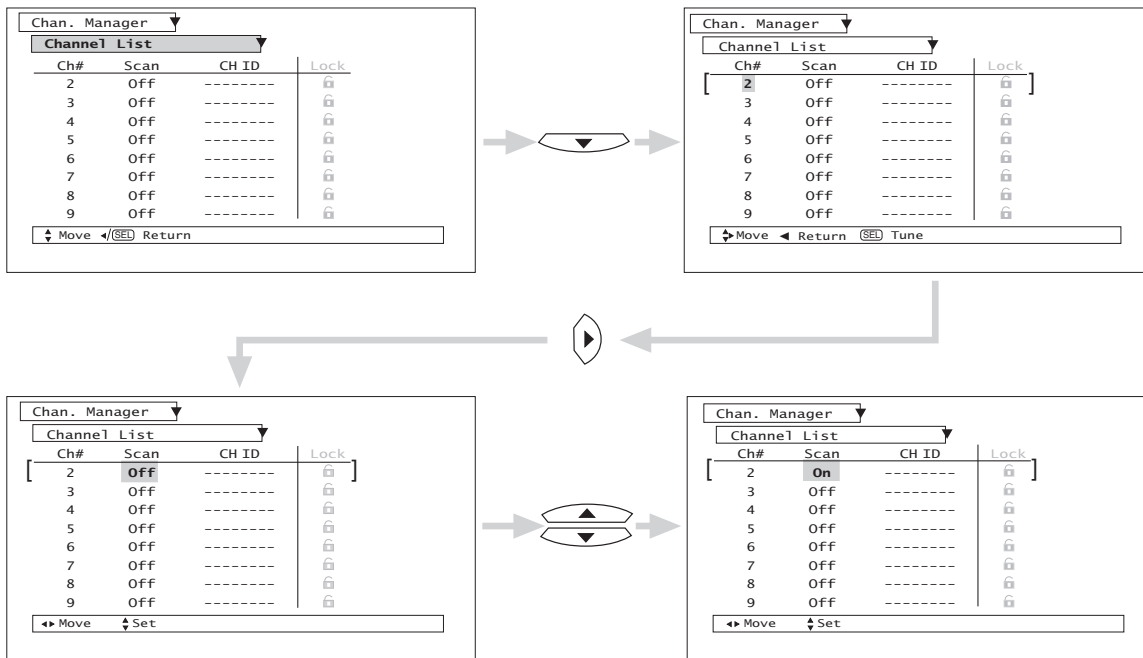 Chan. Manager
Channel List
Ch# Scan CH ID Lock
2 Off --------
3 Off --------
4 Off --------
5 Off --------
6 Off --------
7 Off --------
8 Off --------
9 Off --------
Move /SEL Return
Chan. Manager
Channel List
Ch# Scan CH ID Lock
2 Off --------
3 Off --------
4 Off --------
5 Off --------
6 Off --------
7 Off --------
8 Off --------
9 Off --------
Move Return SEL Tune
Chan. Manager
Channel List
Ch# Scan CH ID Lock
2 Off --------
3 Off --------
4 Off --------
5 Off --------
6 Off --------
7 Off --------
8 Off --------
9 Off --------
Move Set
Chan. Manager
Channel List
Ch# Scan CH ID Lock
2 On --------
3 Off --------
4 Off --------
5 Off --------
6 Off --------
7 Off --------
8 Off --------
9 Off --------
Move Set